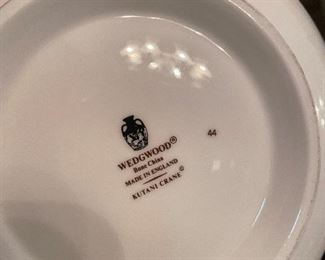 WEDGWOOD®
Bone China
MADE IN ENGLAND
KUTANI CRANE©
44